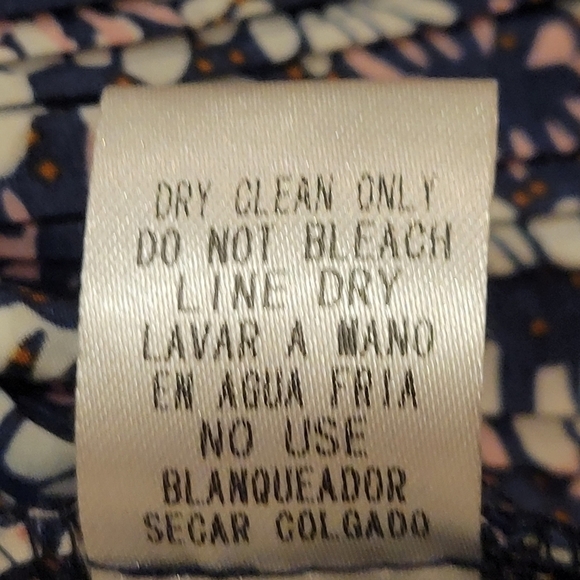 DRY CLEAN ONLY
DO NOT BLEACH
LINE DRY
LAVAR A MANO
EN AGUA FRIA
NO USE
BLANQUEADOR
SECAR COLGADO